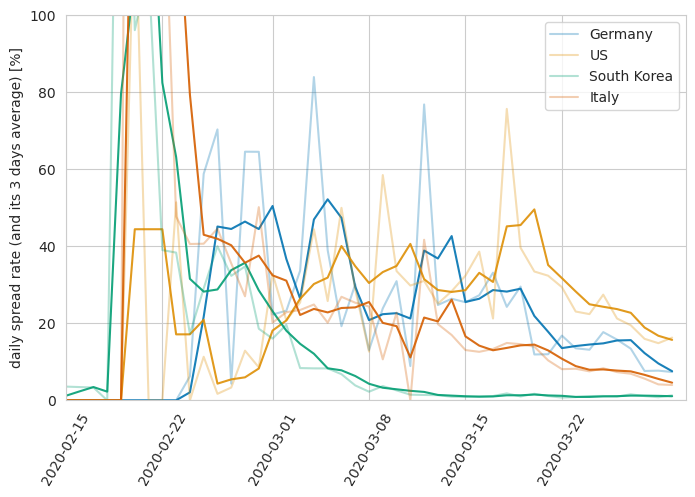 daily spread rate (and its 3 days average) [%]
100
80
60
40
20
0
Germany
US
South Korea
Italy
2020-02-15
2020-02-22
2020-03-01
2020-03-08
2020-03-15
2020-03-22